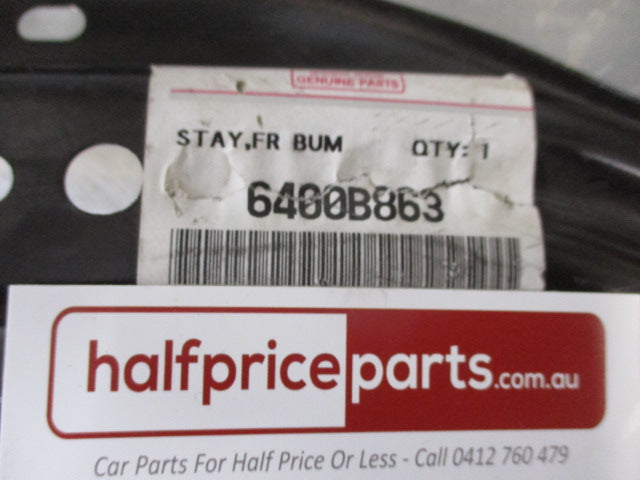 GENUINE PARTS
STAY,FR BUM QTY: 1
6400B863
halfpriceparts.com.au
Car Parts For Half Price Or Less - Call 0412 760 479